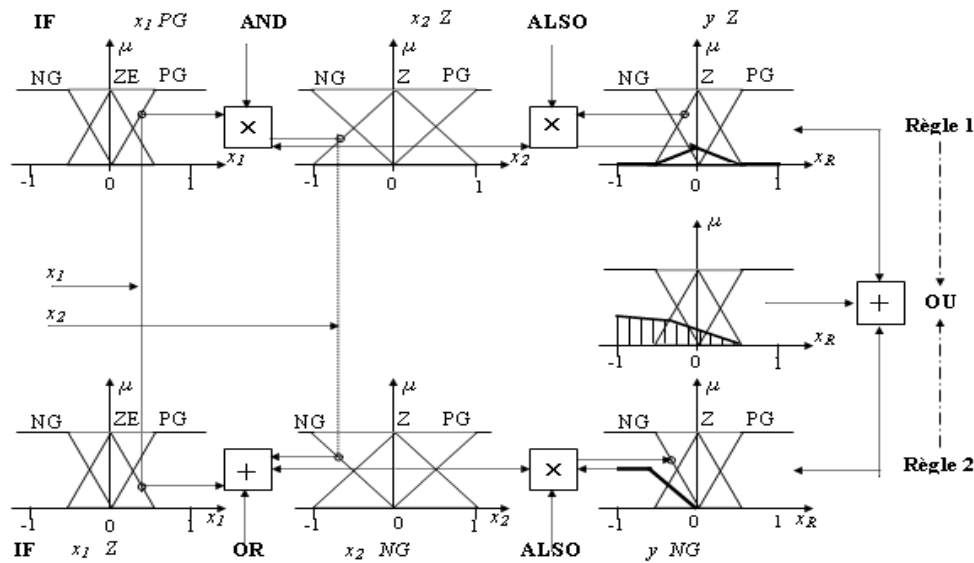 IF x1 PG AND x2 Z ALSO y Z
μ μ μ
NG ZE PG NG Z PG NG Z PG
× ×
Règle 1
x1 x2 xR
-1 0 1 -1 0 1 -1 0 1
μ
x1
x2
+ OU
xR
-1 0 1
μ μ μ
NG ZE PG NG Z PG NG Z PG
+ ×
Règle 2
x1 x2 xR
-1 0 1 -1 0 1 -1 0 1
IF x1 Z OR x2 NG ALSO y NG